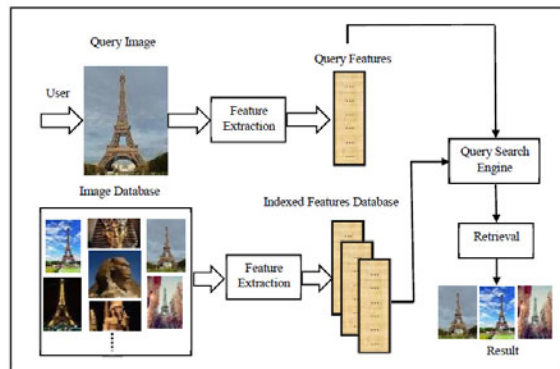 Query Image
Query Features
User
Feature
Extraction
Query Search
Engine
Image Database
Indexed Features Database
Feature
Extraction
Retrieval
Result